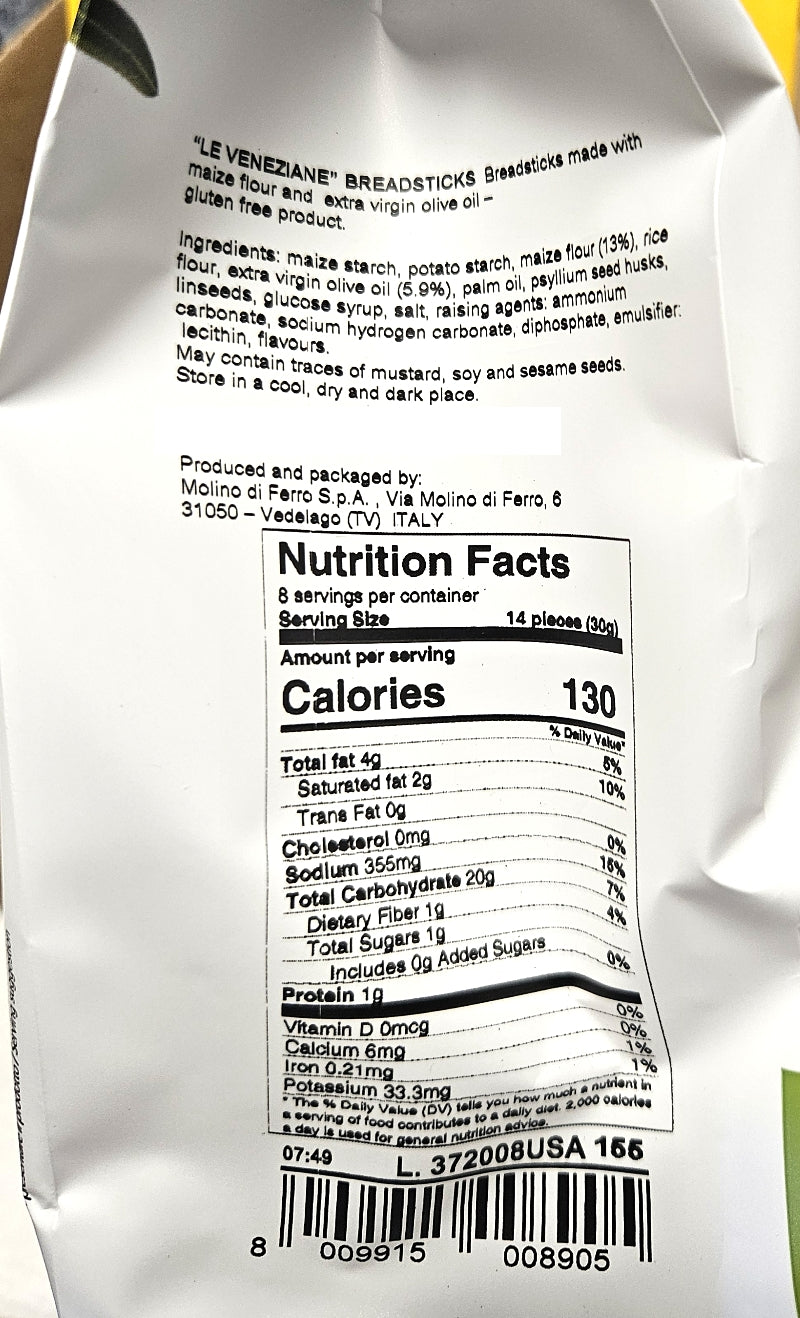 "LE VENEZIANE" BREADSTICKS Breadsticks made with
maize flour and extra virgin olive oil –
gluten free product.
Ingredients: maize starch, potato starch, maize flour (13%), rice
flour, extra virgin olive oil (5.9%), palm oil, psyllium seed husks,
linseeds, glucose syrup, salt, raising agents: ammonium
carbonate, sodium hydrogen carbonate, diphosphate, emulsifier:
lecithin, flavours.
May contain traces of mustard, soy and sesame seeds.
Store in a cool, dry and dark place.
Produced and packaged by:
Molino di Ferro S.p.A. , Via Molino di Ferro, 6
31050 – Vedelago (TV) ITALY
Nutrition Facts
8 servings per container
Serving Size 14 pieces (30g)
Amount per serving
Calories 130
% Daily Value*
Total fat 4g 5%
Saturated fat 2g 10%
Trans Fat 0g
Cholesterol 0mg 0%
Sodium 355mg 15%
Total Carbohydrate 20g 7%
Dietary Fiber 1g 4%
Total Sugars 1g
Includes 0g Added Sugars 0%
Protein 1g
Vitamin D 0mcg 0%
Calcium 6mg 0%
Iron 0.21mg 1%
Potassium 33.3mg 1%
* The % Daily Value (DV) tells you how much a nutrient in
a serving of food contributes to a daily diet. 2,000 calories
a day is used for general nutrition advice.
07:49 L. 372008USA 155
8 009915 008905